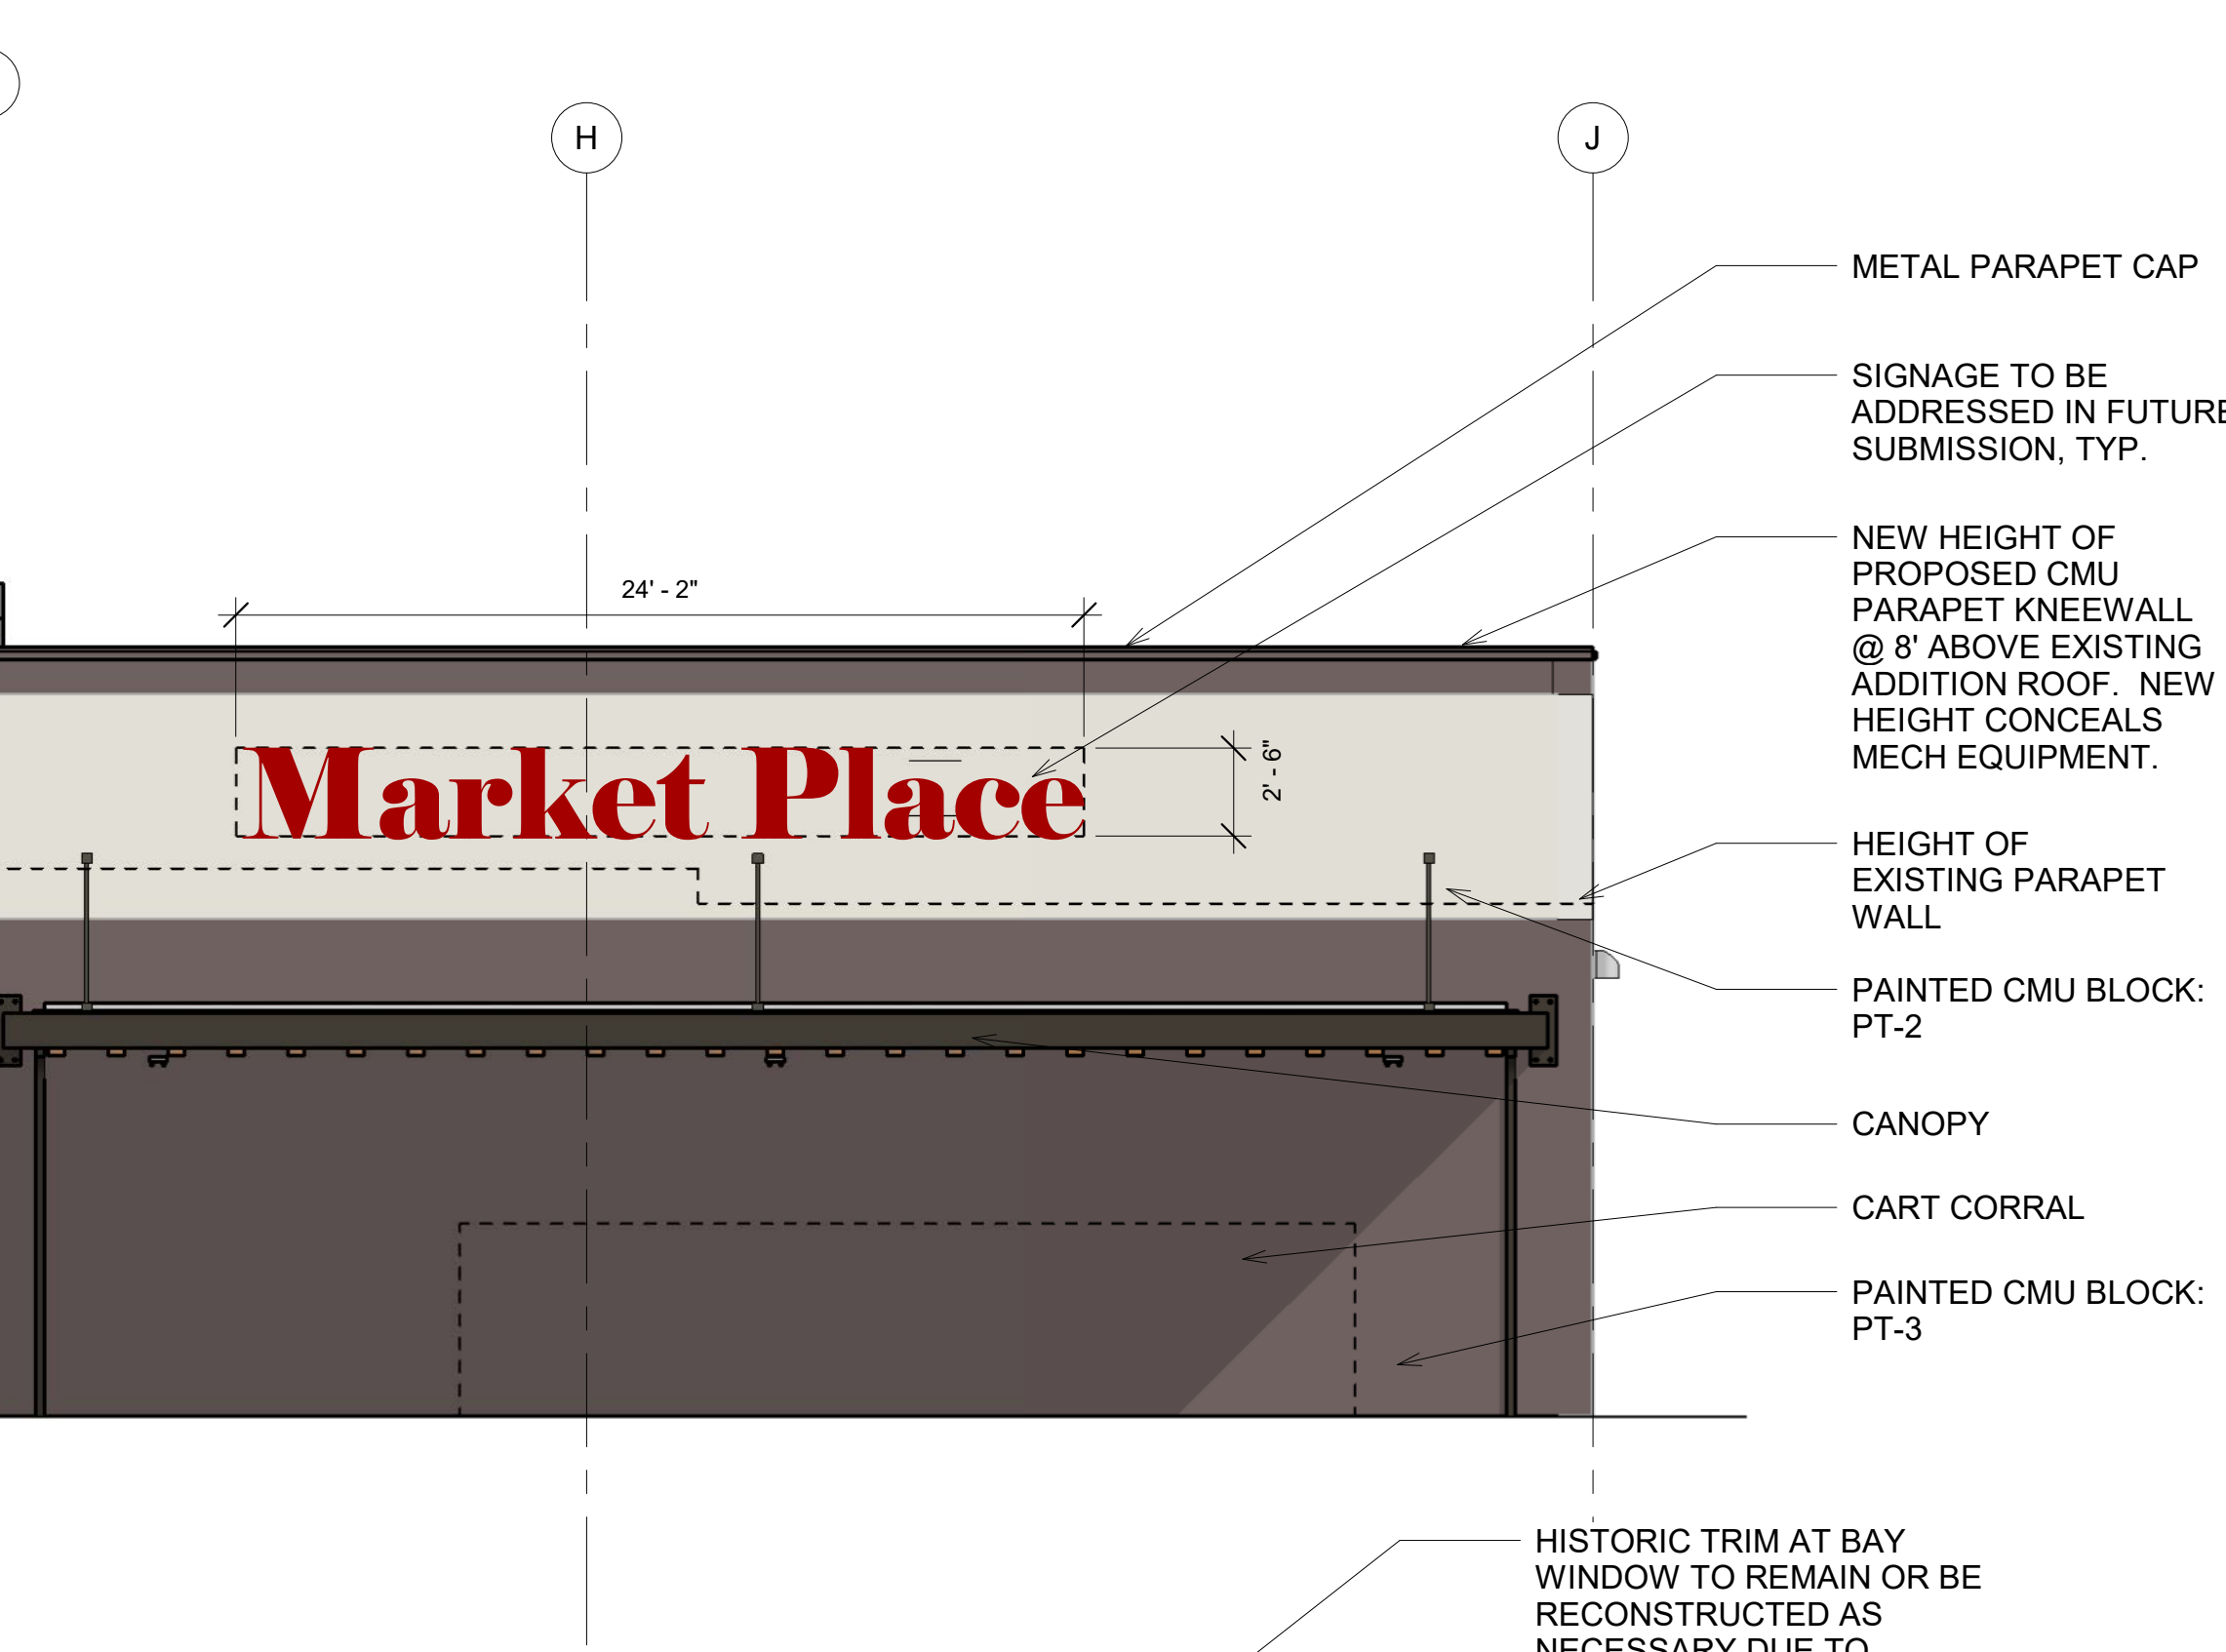 H
J
METAL PARAPET CAP
SIGNAGE TO BE
ADDRESSED IN FUTURE
SUBMISSION, TYP.
NEW HEIGHT OF
PROPOSED CMU
PARAPET KNEEWALL
@ 8' ABOVE EXISTING
ADDITION ROOF.  NEW
HEIGHT CONCEALS
MECH EQUIPMENT.
24' - 2"
Market Place
2' - 6"
HEIGHT OF
EXISTING PARAPET
WALL
PAINTED CMU BLOCK:
PT-2
CANOPY
CART CORRAL
PAINTED CMU BLOCK:
PT-3
HISTORIC TRIM AT BAY
WINDOW TO REMAIN OR BE
RECONSTRUCTED AS
NECESSARY DUE TO